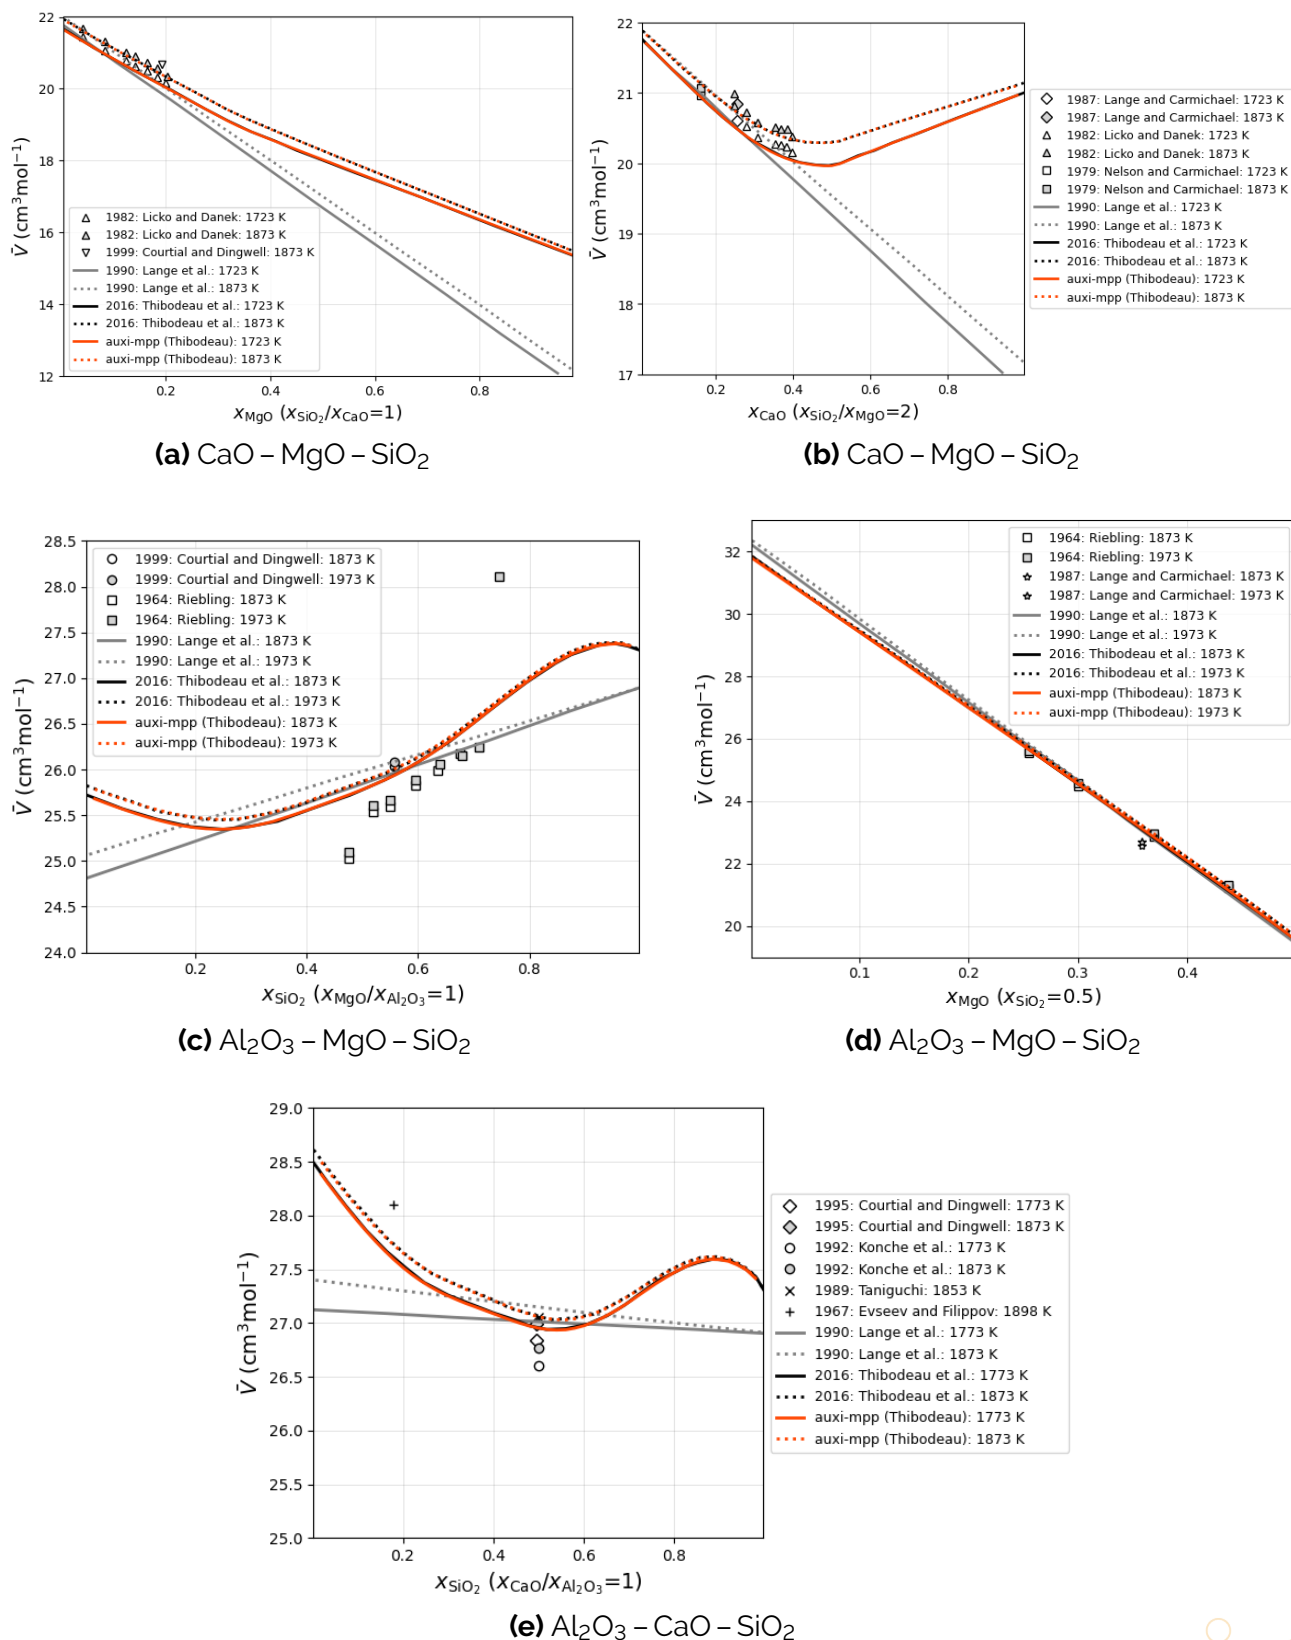 22
20
18
16
14
12
V̄ (cm³mol⁻¹)
1982: Licko and Danek: 1723 K
1982: Licko and Danek: 1873 K
1999: Courtial and Dingwell: 1873 K
1990: Lange et al.: 1723 K
1990: Lange et al.: 1873 K
2016: Thibodeau et al.: 1723 K
2016: Thibodeau et al.: 1873 K
auxi-mpp (Thibodeau): 1723 K
auxi-mpp (Thibodeau): 1873 K
0.2 0.4 0.6 0.8
x_MgO (x_SiO₂/x_CaO=1)
(a) CaO – MgO – SiO₂
22
21
20
19
18
17
V̄ (cm³mol⁻¹)
0.2 0.4 0.6 0.8
x_CaO (x_SiO₂/x_MgO=2)
1987: Lange and Carmichael: 1723 K
1987: Lange and Carmichael: 1873 K
1982: Licko and Danek: 1723 K
1982: Licko and Danek: 1873 K
1979: Nelson and Carmichael: 1723 K
1979: Nelson and Carmichael: 1873 K
1990: Lange et al.: 1723 K
1990: Lange et al.: 1873 K
2016: Thibodeau et al.: 1723 K
2016: Thibodeau et al.: 1873 K
auxi-mpp (Thibodeau): 1723 K
auxi-mpp (Thibodeau): 1873 K
(b) CaO – MgO – SiO₂
28.5
28.0
27.5
27.0
26.5
26.0
25.5
25.0
24.5
24.0
V̄ (cm³mol⁻¹)
1999: Courtial and Dingwell: 1873 K
1999: Courtial and Dingwell: 1973 K
1964: Riebling: 1873 K
1964: Riebling: 1973 K
1990: Lange et al.: 1873 K
1990: Lange et al.: 1973 K
2016: Thibodeau et al.: 1873 K
2016: Thibodeau et al.: 1973 K
auxi-mpp (Thibodeau): 1873 K
auxi-mpp (Thibodeau): 1973 K
0.2 0.4 0.6 0.8
x_SiO₂ (x_MgO/x_Al₂O₃=1)
(c) Al₂O₃ – MgO – SiO₂
32
30
28
26
24
22
20
V̄ (cm³mol⁻¹)
1964: Riebling: 1873 K
1964: Riebling: 1973 K
1987: Lange and Carmichael: 1873 K
1987: Lange and Carmichael: 1973 K
1990: Lange et al.: 1873 K
1990: Lange et al.: 1973 K
2016: Thibodeau et al.: 1873 K
2016: Thibodeau et al.: 1973 K
auxi-mpp (Thibodeau): 1873 K
auxi-mpp (Thibodeau): 1973 K
0.1 0.2 0.3 0.4
x_MgO (x_SiO₂=0.5)
(d) Al₂O₃ – MgO – SiO₂
29.0
28.5
28.0
27.5
27.0
26.5
26.0
25.5
25.0
V̄ (cm³mol⁻¹)
0.2 0.4 0.6 0.8
x_SiO₂ (x_CaO/x_Al₂O₃=1)
1995: Courtial and Dingwell: 1773 K
1995: Courtial and Dingwell: 1873 K
1992: Konche et al.: 1773 K
1992: Konche et al.: 1873 K
1989: Taniguchi: 1853 K
1967: Evseev and Filippov: 1898 K
1990: Lange et al.: 1773 K
1990: Lange et al.: 1873 K
2016: Thibodeau et al.: 1773 K
2016: Thibodeau et al.: 1873 K
auxi-mpp (Thibodeau): 1773 K
auxi-mpp (Thibodeau): 1873 K
(e) Al₂O₃ – CaO – SiO₂